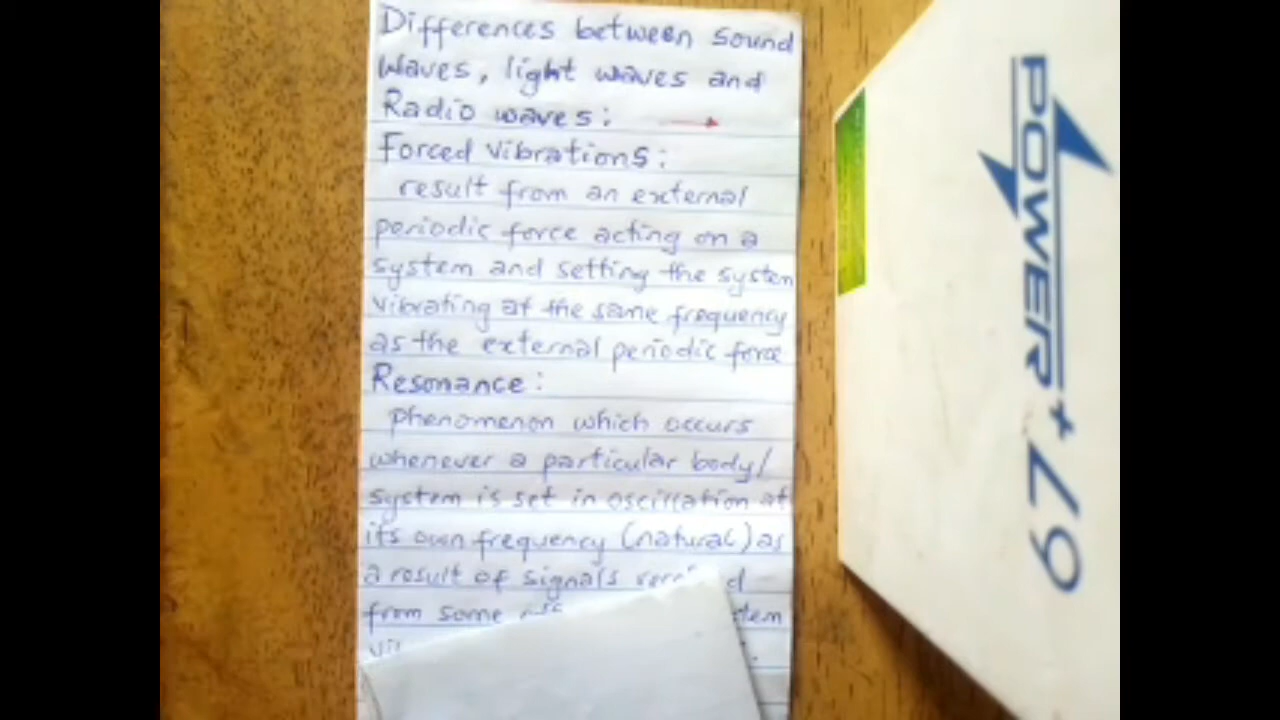 Differences between sound
Waves, light waves and
Radio waves:
Forced Vibrations:
result from an external
periodic force acting on a
system and setting the system
vibrating at the same frequency
as the external periodic force
Resonance:
phenomenon which occurs
whenever a particular body/
system is set in oscillation at
its own frequency (natural) as
a result of signals
from some
POWER+ L9